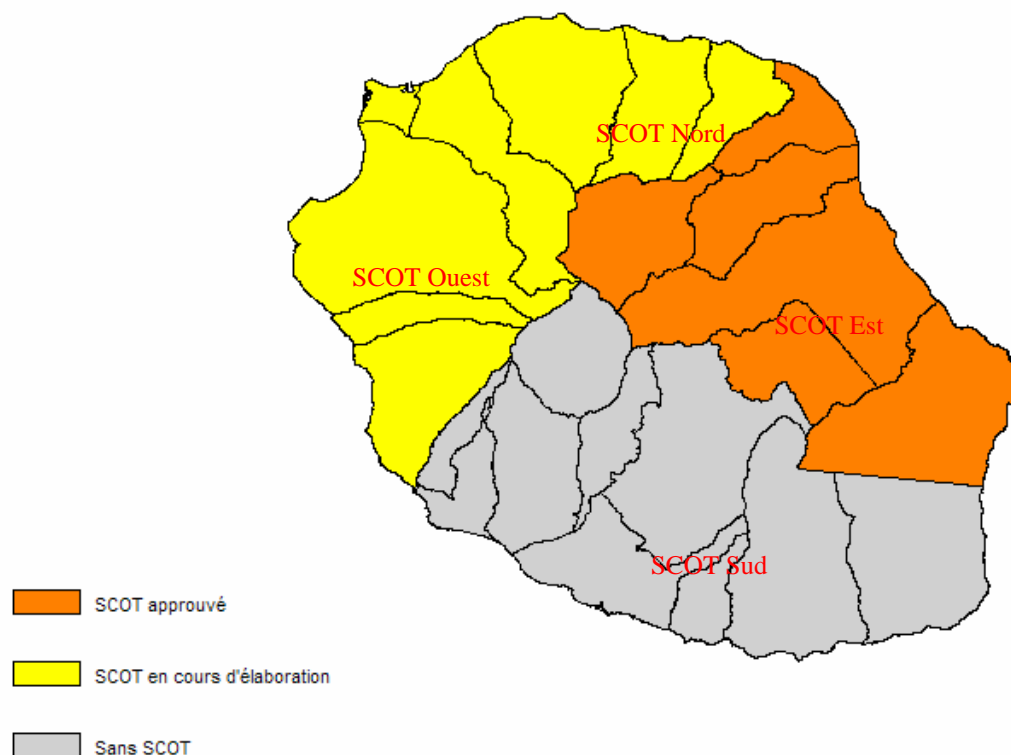 SCOT Nord
SCOT Ouest
SCOT Est
SCOT Sud
SCOT approuvé
SCOT en cours d'élaboration
Sans SCOT